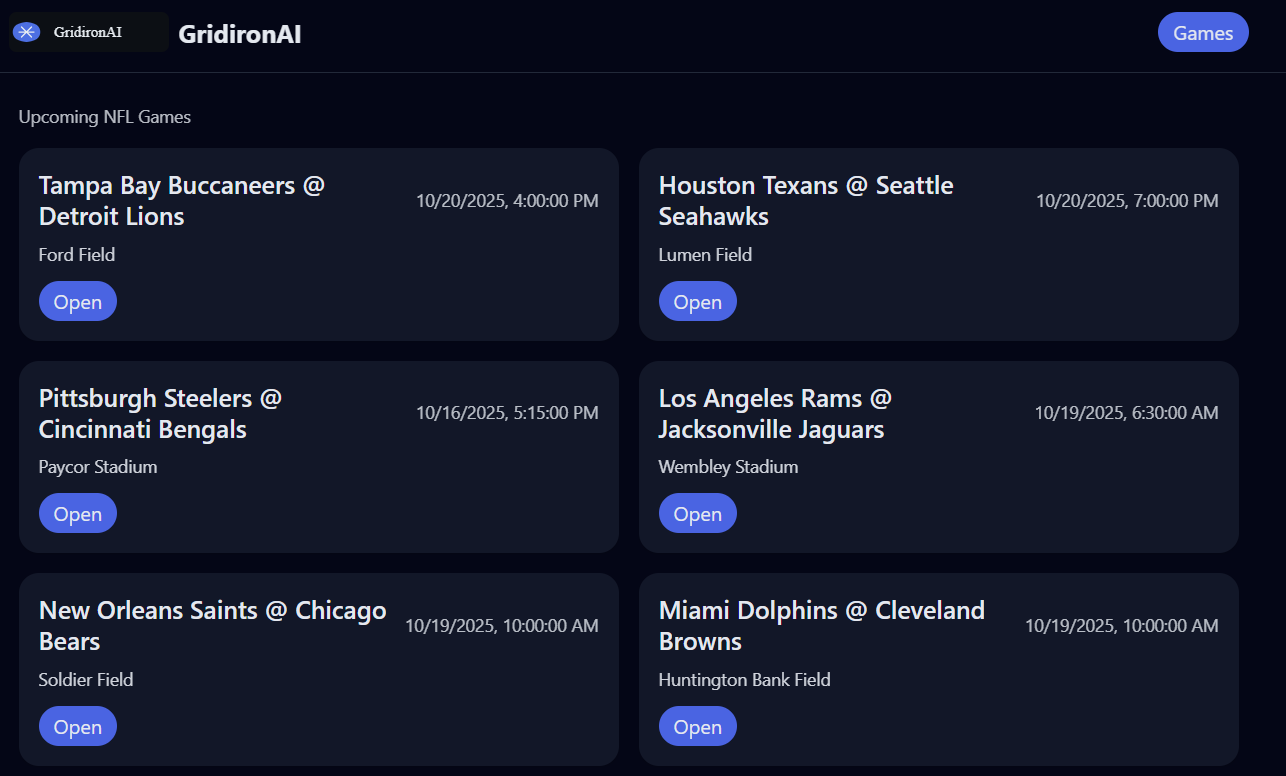 GridironAI
GridironAI
Games
Upcoming NFL Games
Tampa Bay Buccaneers @
Detroit Lions
10/20/2025, 4:00:00 PM
Ford Field
Open
Houston Texans @ Seattle
Seahawks
10/20/2025, 7:00:00 PM
Lumen Field
Open
Pittsburgh Steelers @
Cincinnati Bengals
10/16/2025, 5:15:00 PM
Paycor Stadium
Open
Los Angeles Rams @
Jacksonville Jaguars
10/19/2025, 6:30:00 AM
Wembley Stadium
Open
New Orleans Saints @ Chicago
Bears
10/19/2025, 10:00:00 AM
Soldier Field
Open
Miami Dolphins @ Cleveland
Browns
10/19/2025, 10:00:00 AM
Huntington Bank Field
Open